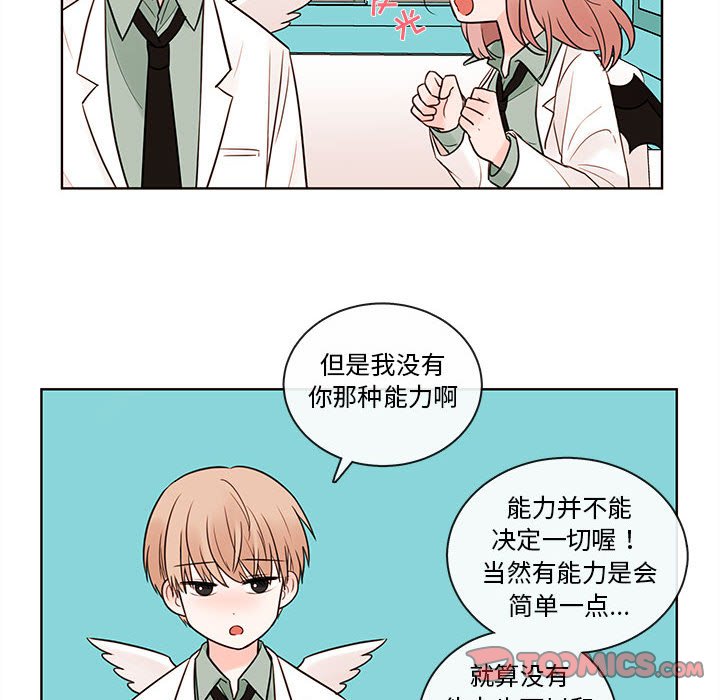 灰光
但是我没有
你那种能力啊
能力并不能
决定一切喔！
当然有能力是会
简单一点...
就算没有
TOOMICS.COM